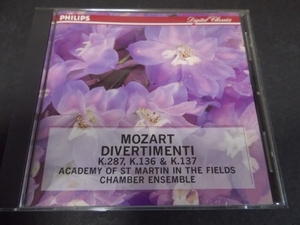 PHILIPS
Digital Classics
MOZART
DIVERTIMENTI
K.287, K.136 & K.137
ACADEMY OF ST MARTIN IN THE FIELDS
CHAMBER ENSEMBLE